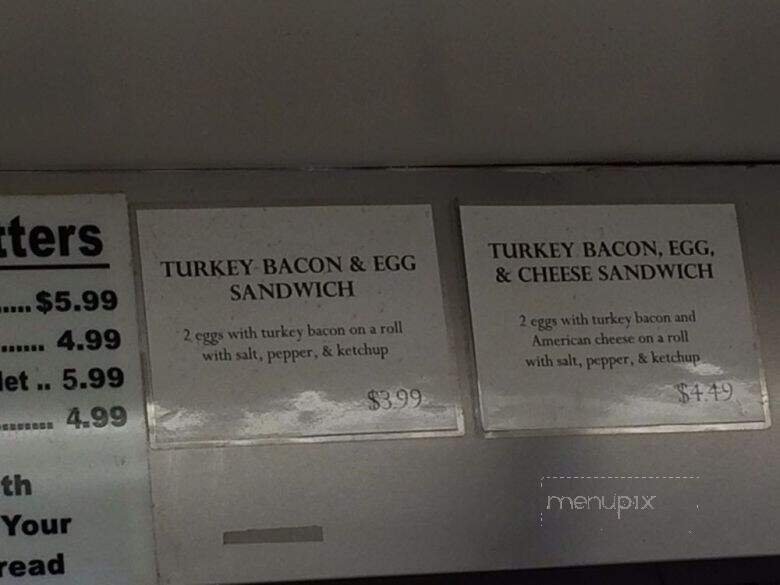 tters
..... $5.99
....... 4.99
let .. 5.99
......... 4.99
th
Your
read
TURKEY BACON & EGG
SANDWICH
2 eggs with turkey bacon on a roll
with salt, pepper, & ketchup
$3.99
TURKEY BACON, EGG,
& CHEESE SANDWICH
2 eggs with turkey bacon and
American cheese on a roll
with salt, pepper, & ketchup
$4.49
menupix